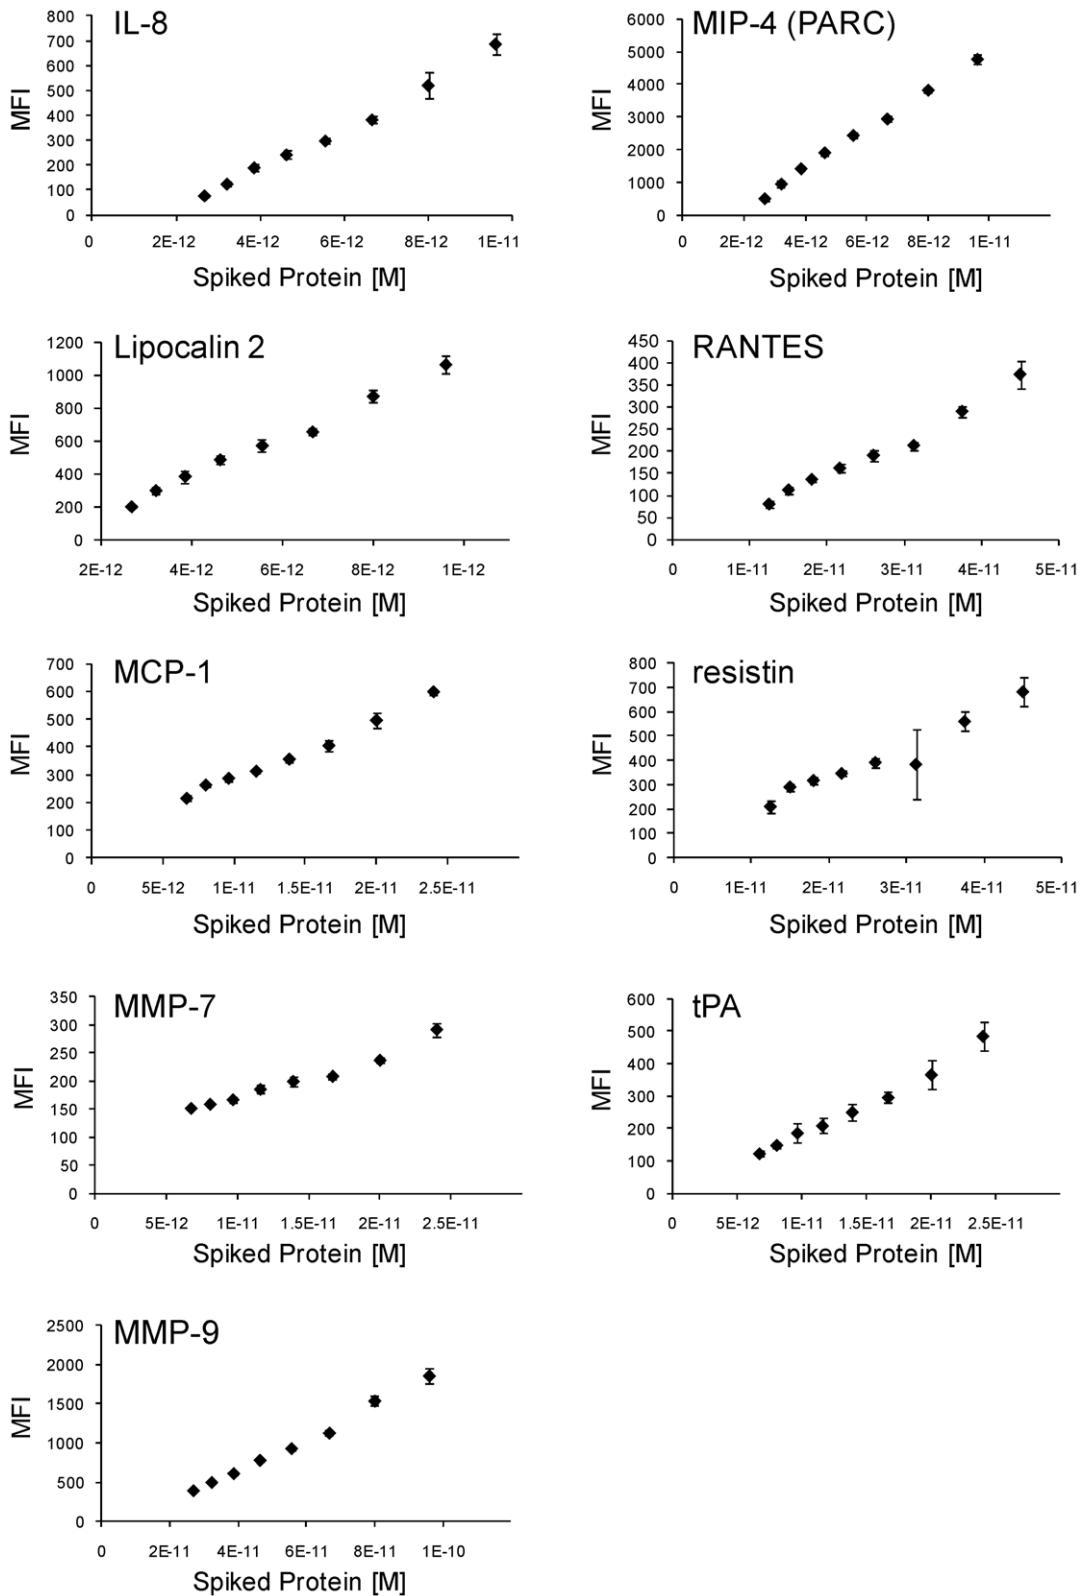 IL-8
800
700
600
500
400
300
200
100
0
MFI
0 2E-12 4E-12 6E-12 8E-12 1E-11
Spiked Protein [M]
MIP-4 (PARC)
6000
5000
4000
3000
2000
1000
0
MFI
0 2E-12 4E-12 6E-12 8E-12 1E-11
Spiked Protein [M]
Lipocalin 2
1200
1000
800
600
400
200
0
MFI
2E-12 4E-12 6E-12 8E-12 1E-12
Spiked Protein [M]
RANTES
450
400
350
300
250
200
150
100
50
0
MFI
0 1E-11 2E-11 3E-11 4E-11 5E-11
Spiked Protein [M]
MCP-1
700
600
500
400
300
200
100
0
MFI
0 5E-12 1E-11 1.5E-11 2E-11 2.5E-11
Spiked Protein [M]
resistin
800
700
600
500
400
300
200
100
0
MFI
0 1E-11 2E-11 3E-11 4E-11 5E-11
Spiked Protein [M]
MMP-7
350
300
250
200
150
100
50
0
MFI
0 5E-12 1E-11 1.5E-11 2E-11 2.5E-11
Spiked Protein [M]
tPA
600
500
400
300
200
100
0
MFI
0 5E-12 1E-11 1.5E-11 2E-11 2.5E-11
Spiked Protein [M]
MMP-9
2500
2000
1500
1000
500
0
MFI
0 2E-11 4E-11 6E-11 8E-11 1E-10
Spiked Protein [M]